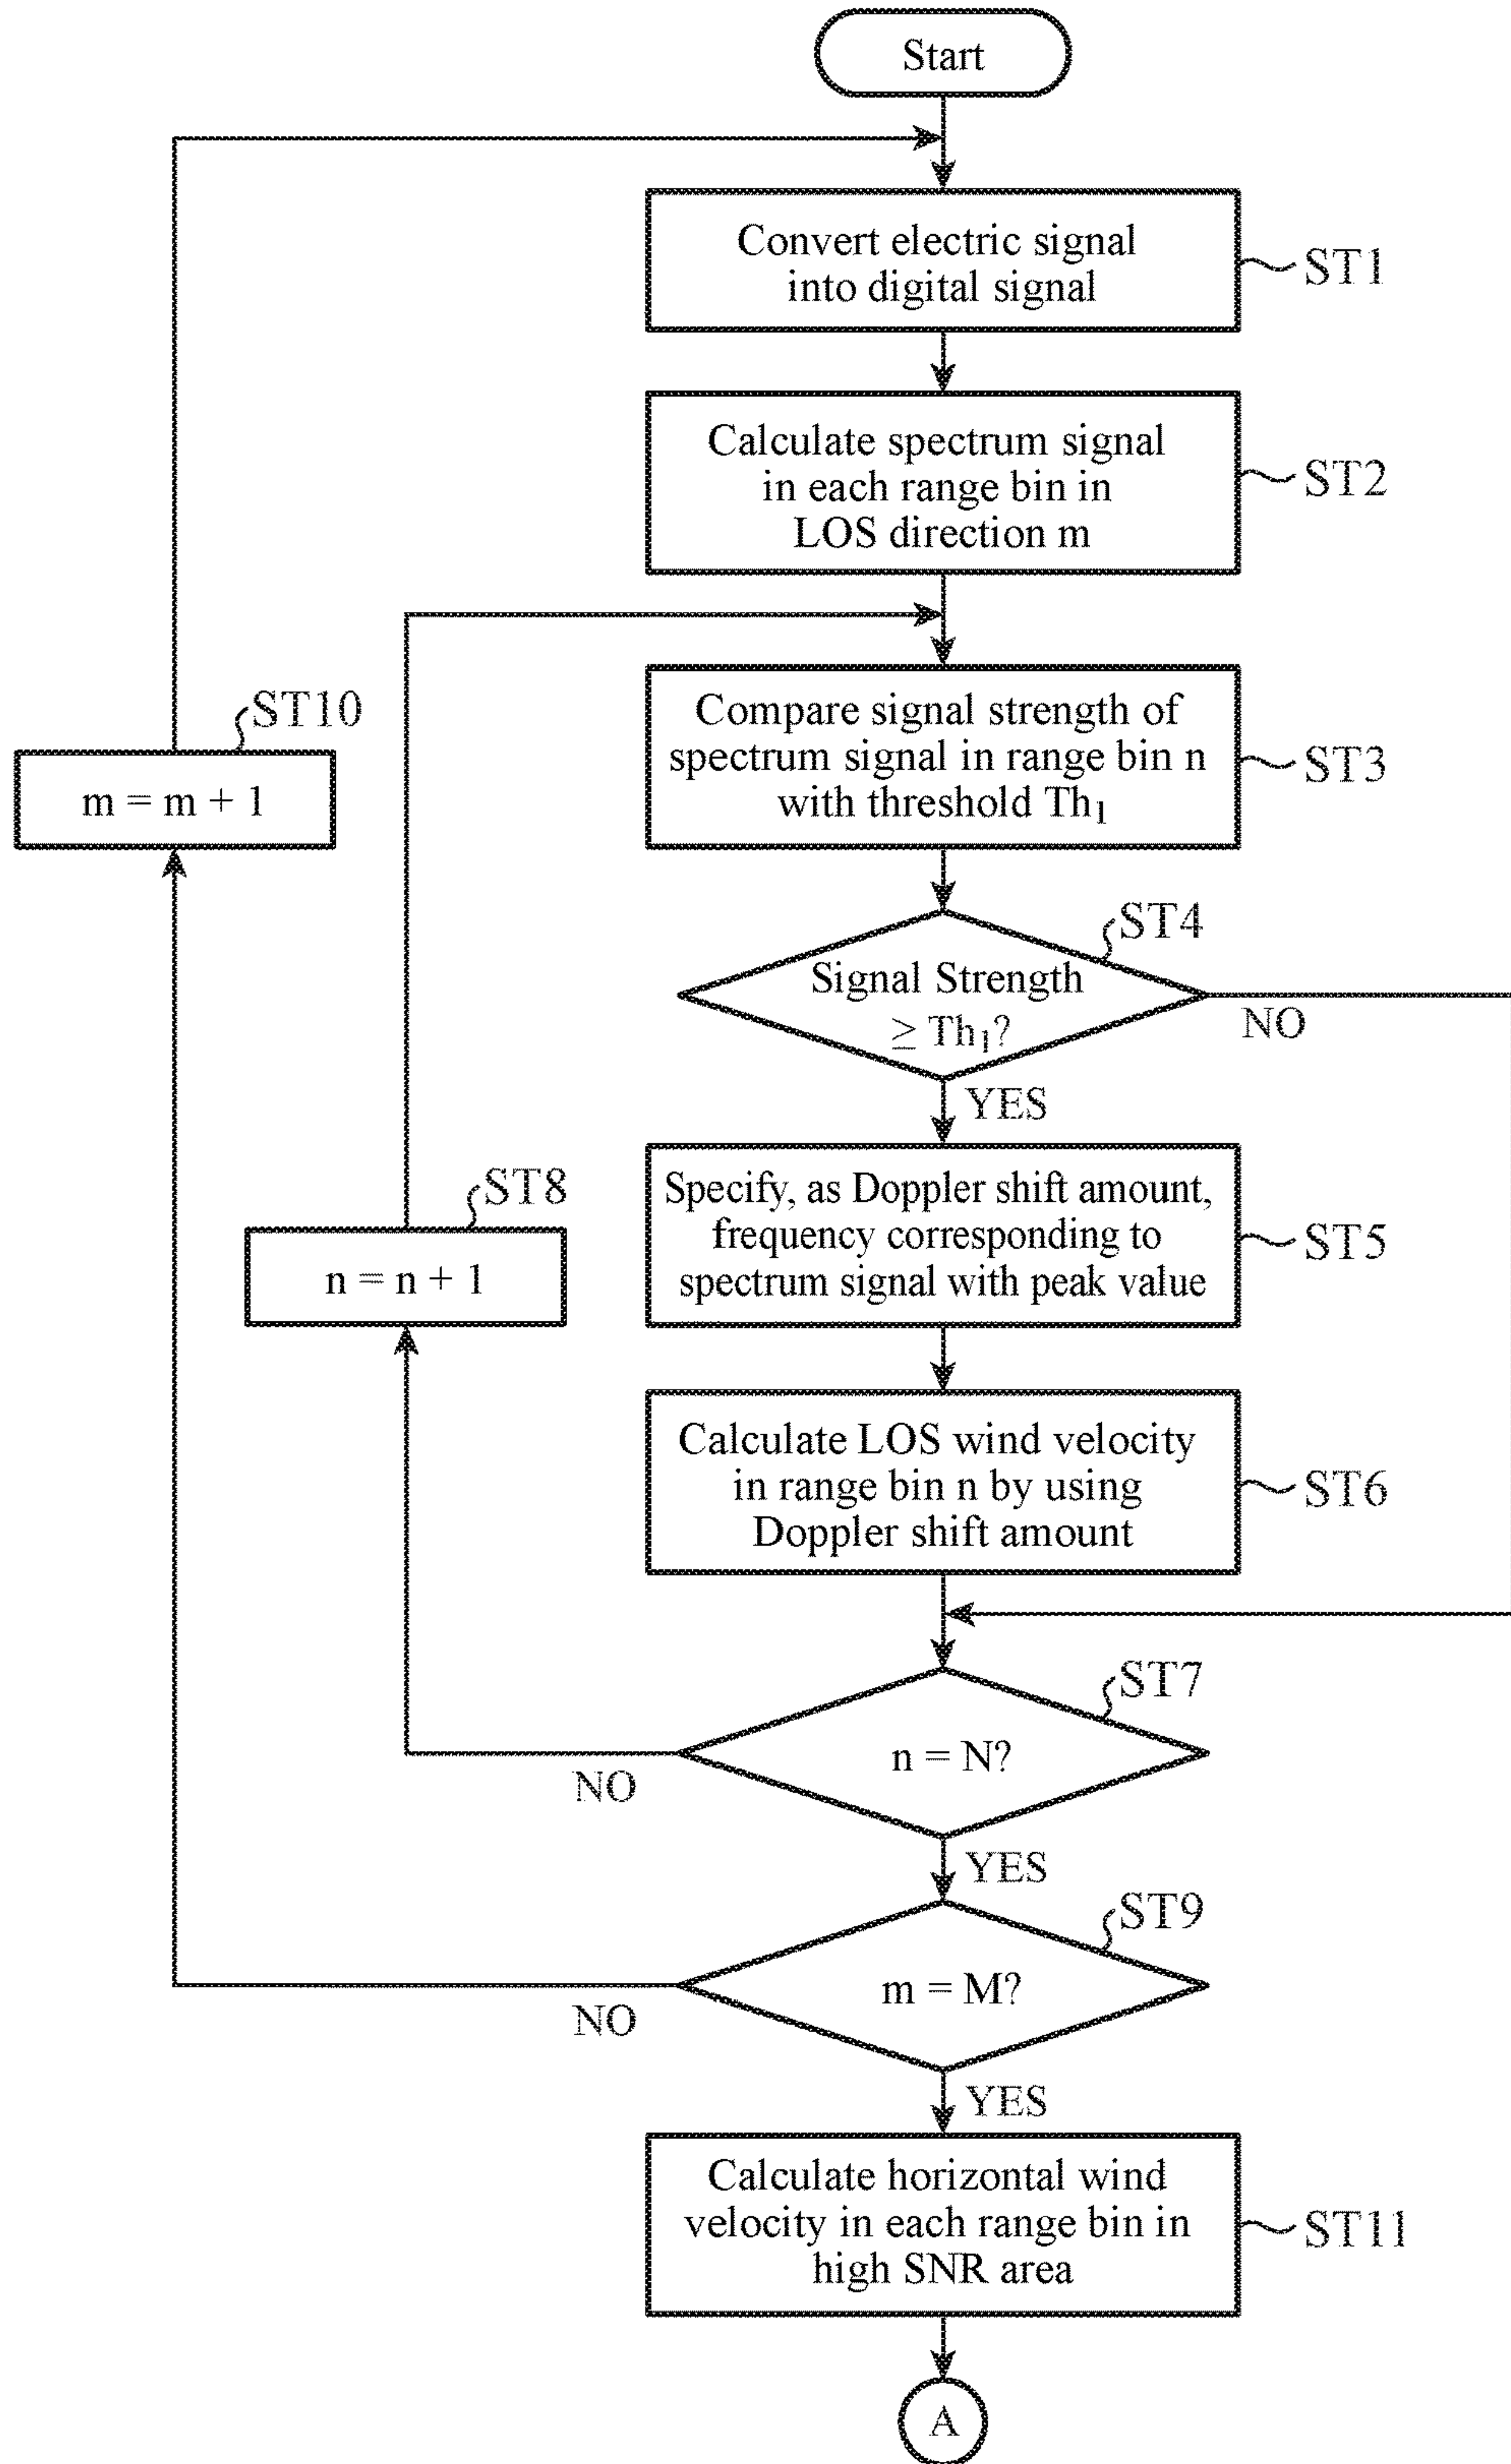 Start
Convert electric signal
into digital signal
ST1
Calculate spectrum signal
in each range bin in
LOS direction m
ST2
Compare signal strength of
spectrum signal in range bin n
with threshold Th₁
ST3
ST10
m = m + 1
ST4
Signal Strength
≥ Th₁?
NO
YES
Specify, as Doppler shift amount,
frequency corresponding to
spectrum signal with peak value
ST5
ST8
n = n + 1
Calculate LOS wind velocity
in range bin n by using
Doppler shift amount
ST6
ST7
n = N?
NO
YES
ST9
m = M?
NO
YES
Calculate horizontal wind
velocity in each range bin in
high SNR area
ST11
A